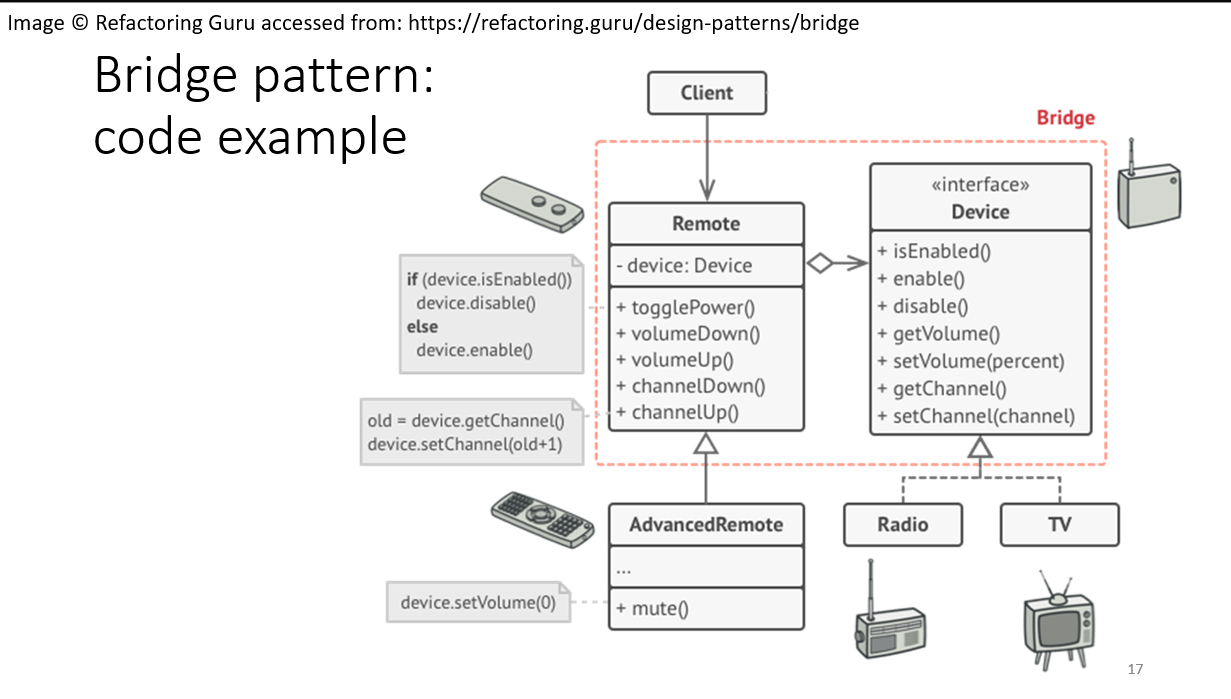 Image © Refactoring Guru accessed from: https://refactoring.guru/design-patterns/bridge
Bridge pattern:
code example
Client
Bridge
Remote
- device: Device
+ togglePower()
+ volumeDown()
+ volumeUp()
+ channelDown()
+ channelUp()
«interface»
Device
+ isEnabled()
+ enable()
+ disable()
+ getVolume()
+ setVolume(percent)
+ getChannel()
+ setChannel(channel)
if (device.isEnabled())
device.disable()
else
device.enable()
old = device.getChannel()
device.setChannel(old+1)
AdvancedRemote
...
+ mute()
device.setVolume(0)
Radio
TV
17